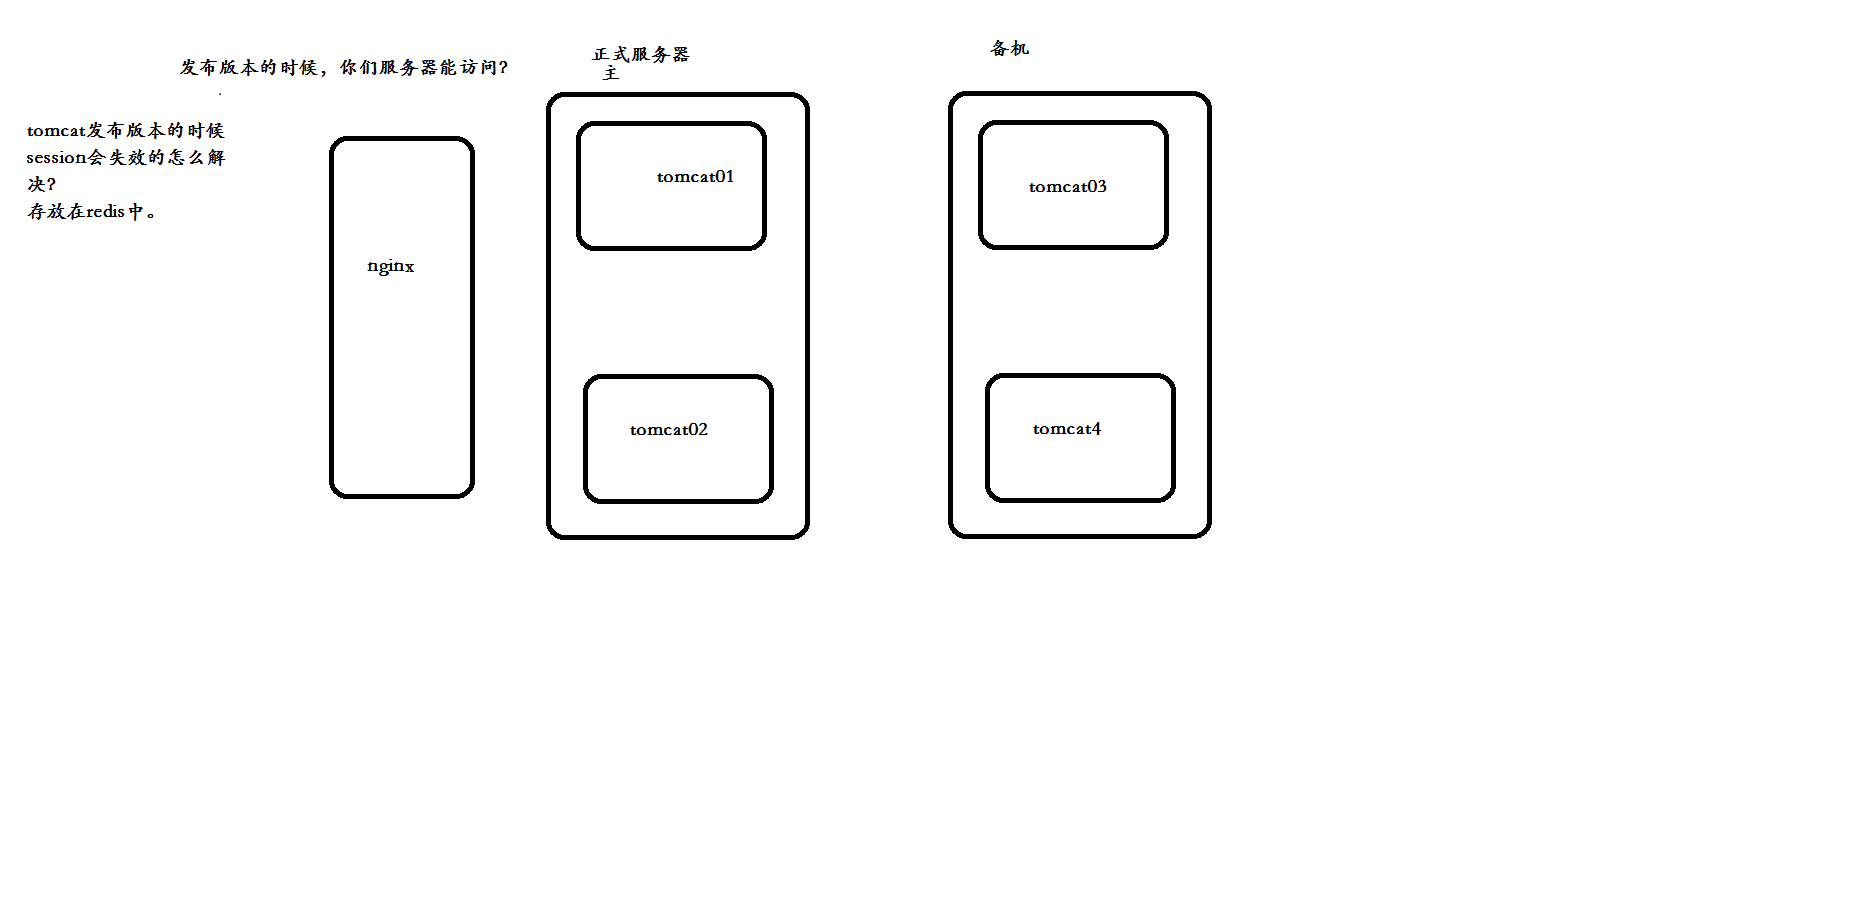 发布版本的时候，你们服务器能访问？
tomcat发布版本的时候
session会失效的怎么解
决？
存放在redis中。
nginx
正式服务器
主
tomcat01
tomcat02
备机
tomcat03
tomcat4